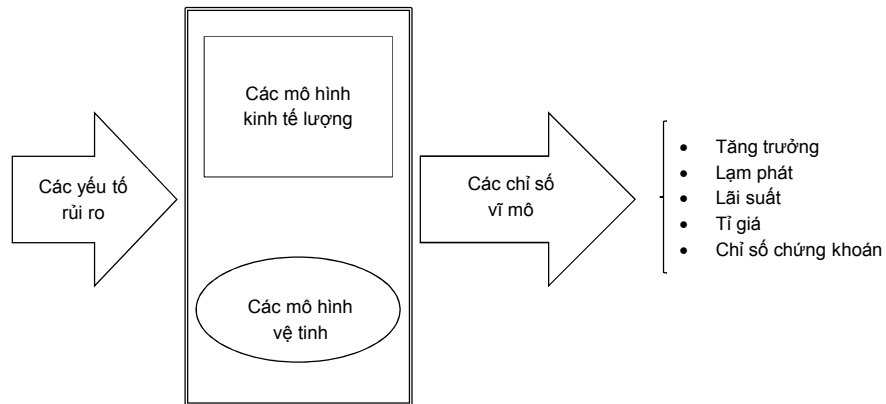 Các yếu tố
rủi ro
Các mô hình
kinh tế lượng
Các mô hình
vệ tinh
Các chỉ số
vĩ mô
• Tăng trưởng
• Lạm phát
• Lãi suất
• Tỉ giá
• Chỉ số chứng khoán